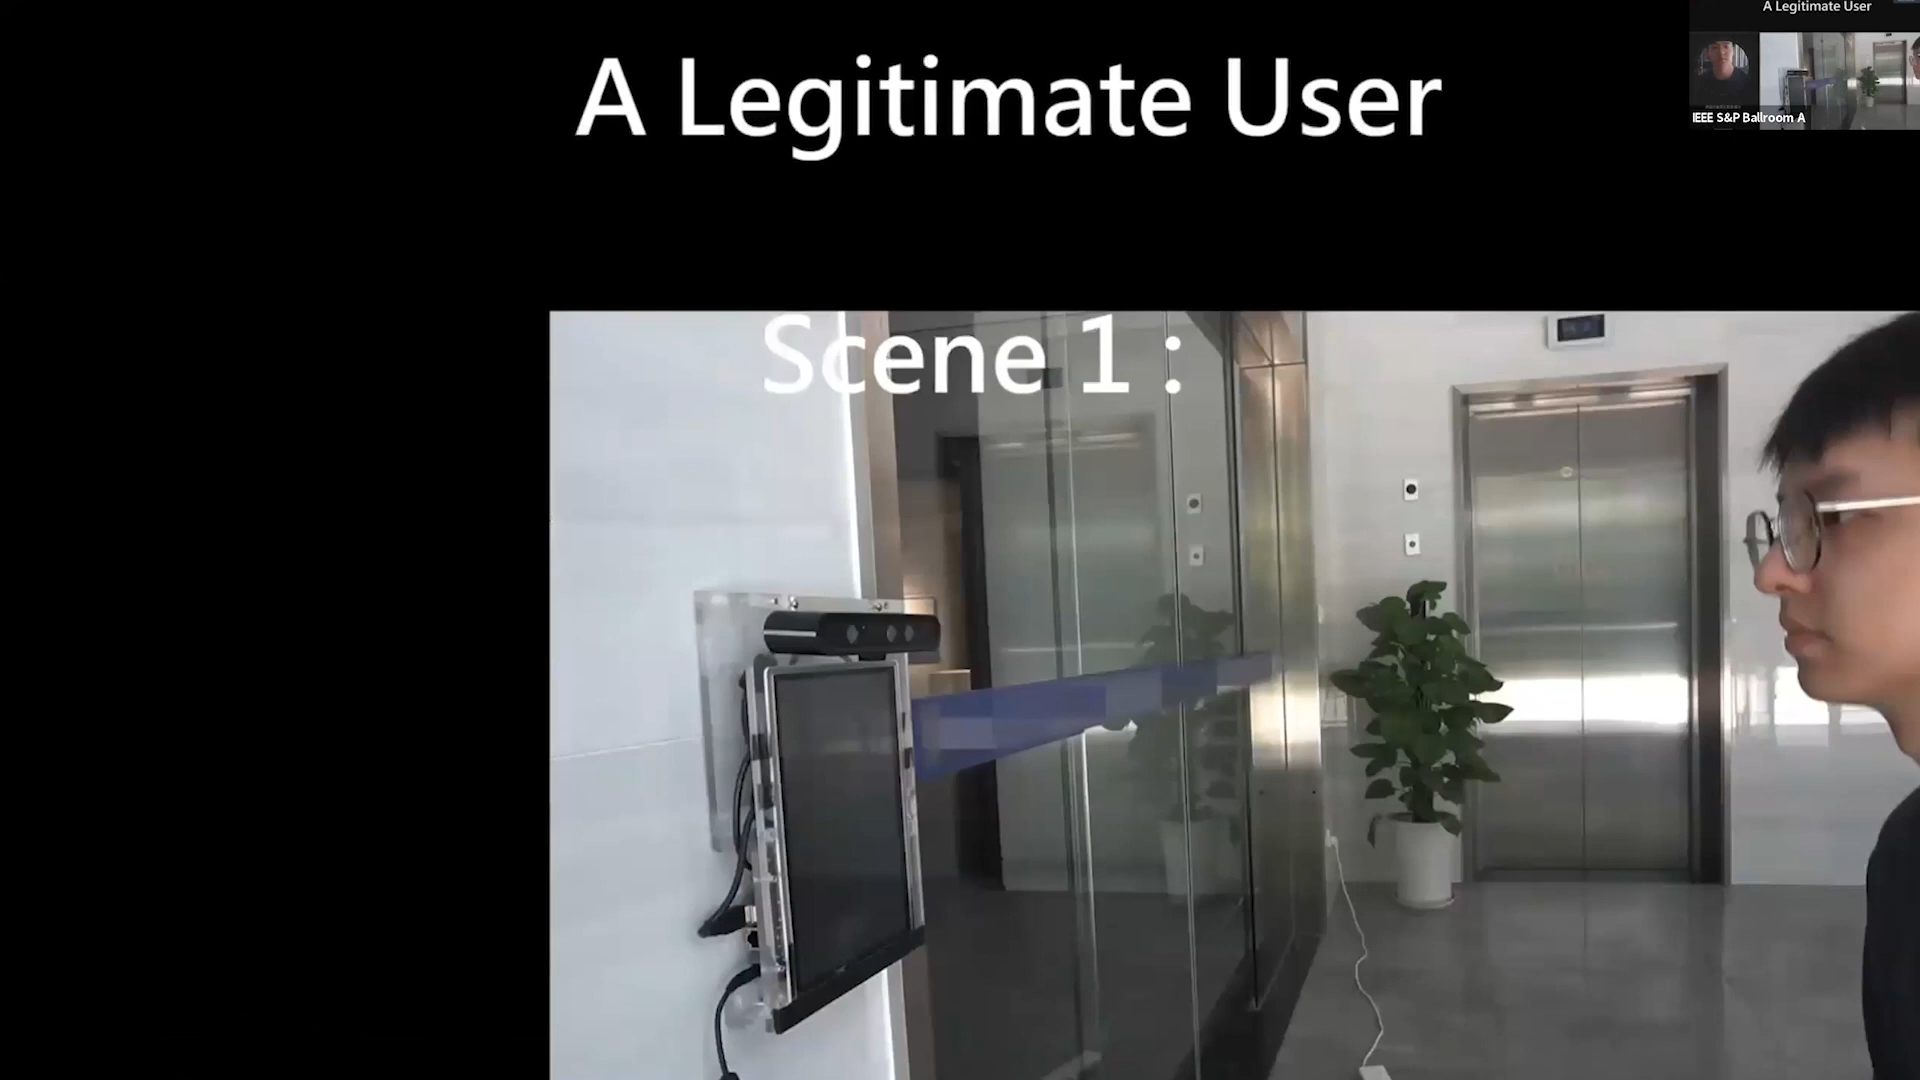 A Legitimate User
Scene 1 :
A Legitimate User
IEEE S&P Ballroom A